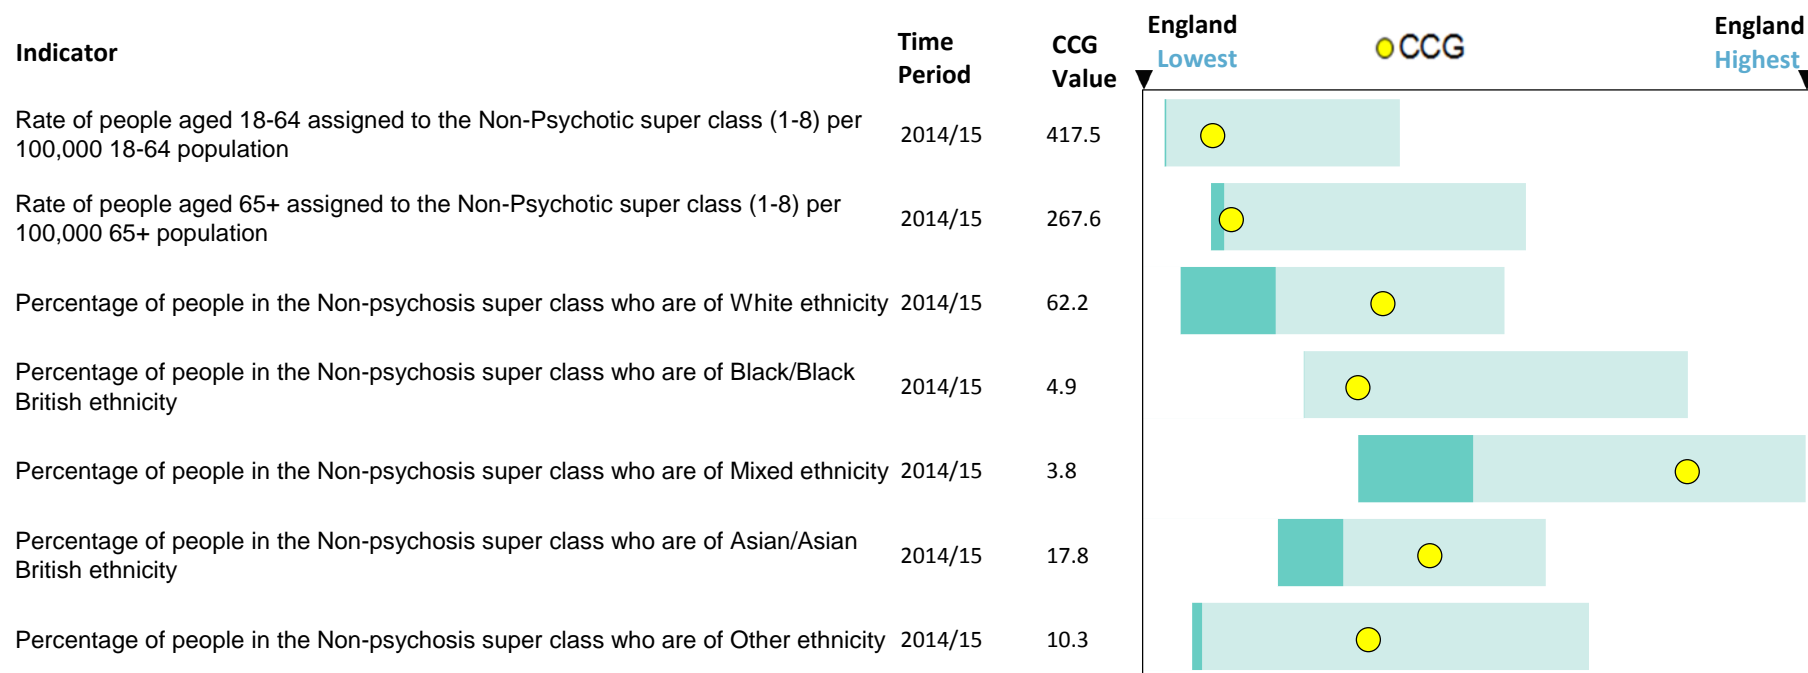 Indicator
Time
Period
CCG
Value
England
Lowest
CCG
England
Highest
Rate of people aged 18-64 assigned to the Non-Psychotic super class (1-8) per
100,000 18-64 population
2014/15
417.5
Rate of people aged 65+ assigned to the Non-Psychotic super class (1-8) per
100,000 65+ population
2014/15
267.6
Percentage of people in the Non-psychosis super class who are of White ethnicity
2014/15
62.2
Percentage of people in the Non-psychosis super class who are of Black/Black
British ethnicity
2014/15
4.9
Percentage of people in the Non-psychosis super class who are of Mixed ethnicity
2014/15
3.8
Percentage of people in the Non-psychosis super class who are of Asian/Asian
British ethnicity
2014/15
17.8
Percentage of people in the Non-psychosis super class who are of Other ethnicity
2014/15
10.3